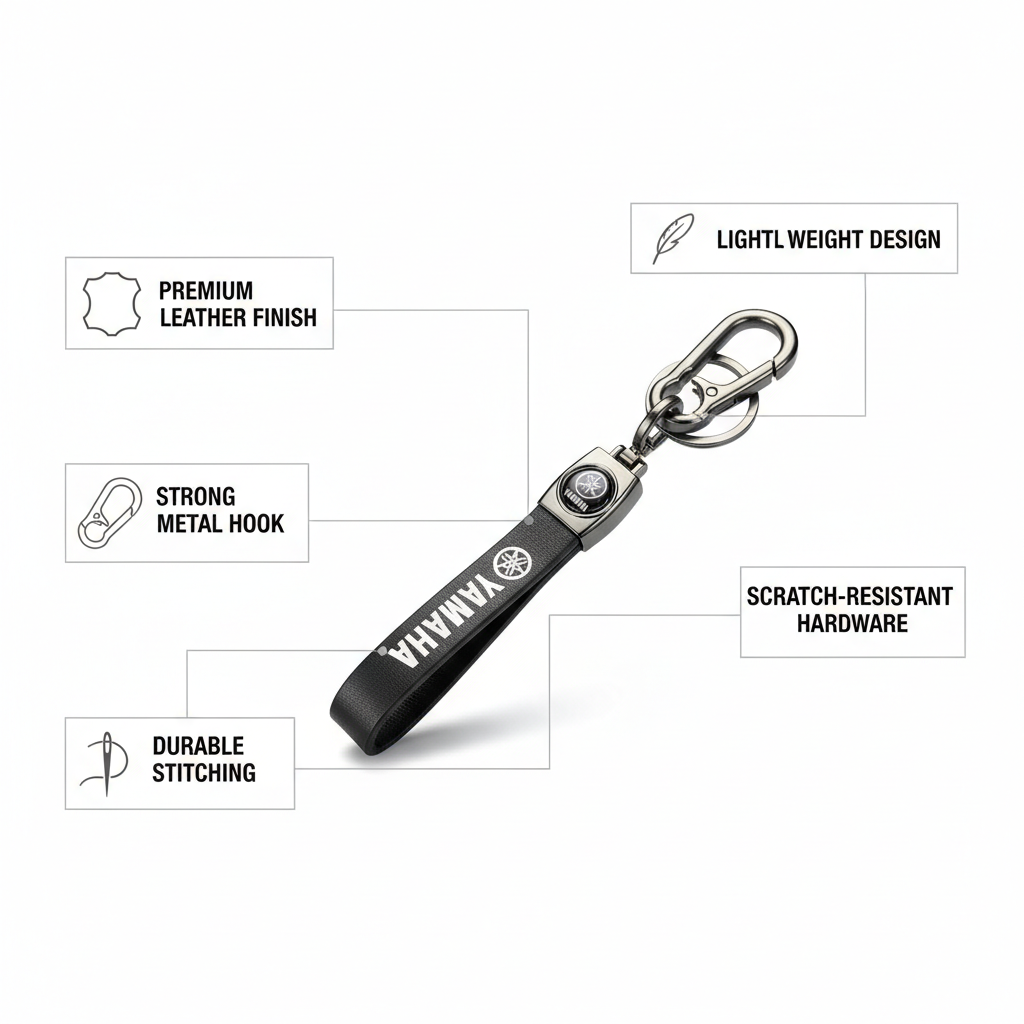 LIGHTL WEIGHT DESIGN
PREMIUM
LEATHER FINISH
STRONG
METAL HOOK
YAMAHA
SCRATCH-RESISTANT
HARDWARE
DURABLE
STITCHING